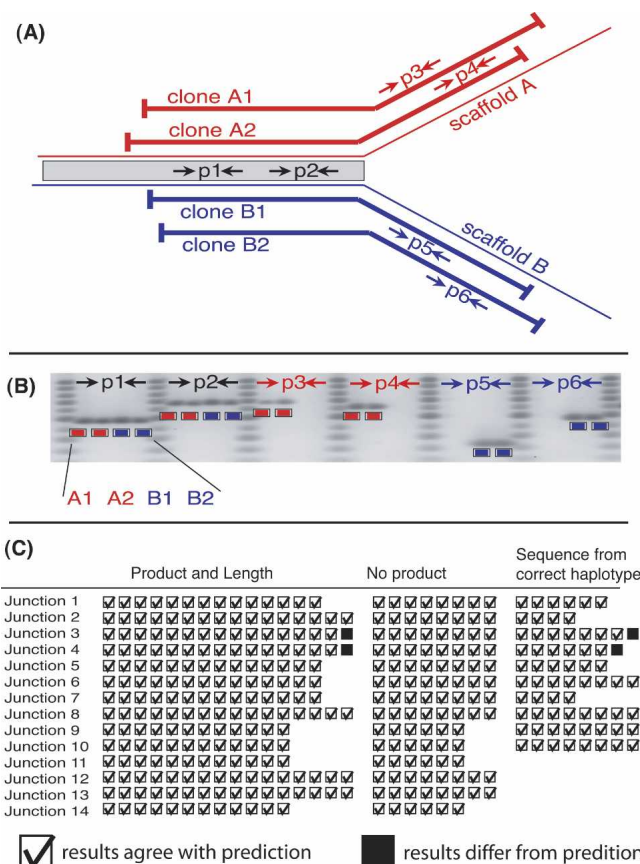 (A)
clone A1
clone A2
p3
p4
scaffold A
p1 p2
clone B1
clone B2
scaffold B
p5
p6
(B)
p1 p2 p3 p4 p5 p6
A1 A2 B1 B2
(C)
Product and Length No product Sequence from correct haplotype
Junction 1
Junction 2
Junction 3
Junction 4
Junction 5
Junction 6
Junction 7
Junction 8
Junction 9
Junction 10
Junction 11
Junction 12
Junction 13
Junction 14
results agree with prediction results differ from predition